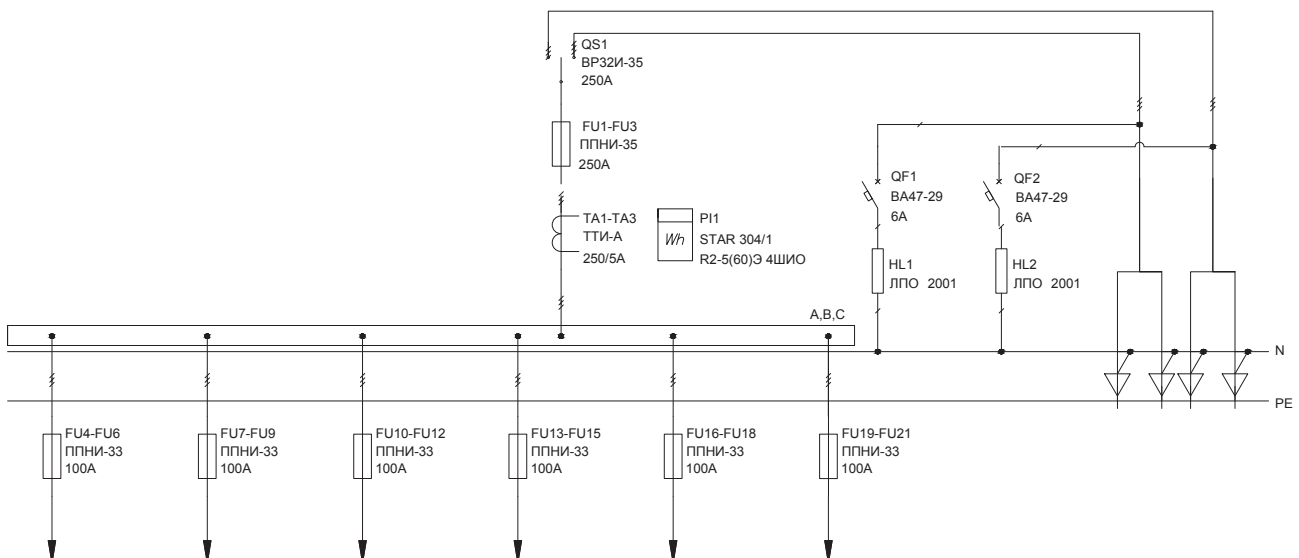 QS1
ВР32И-35
250А
FU1-FU3
ППНИ-35
250А
TA1-TA3
ТТИ-А
250/5А
Wh
PI1
STAR 304/1
R2-5(60)Э 4ШИО
QF1
ВА47-29
6А
QF2
ВА47-29
6А
HL1
ЛПО 2001
HL2
ЛПО 2001
A,B,C
N
PE
FU4-FU6
ППНИ-33
100А
FU7-FU9
ППНИ-33
100А
FU10-FU12
ППНИ-33
100А
FU13-FU15
ППНИ-33
100А
FU16-FU18
ППНИ-33
100А
FU19-FU21
ППНИ-33
100А